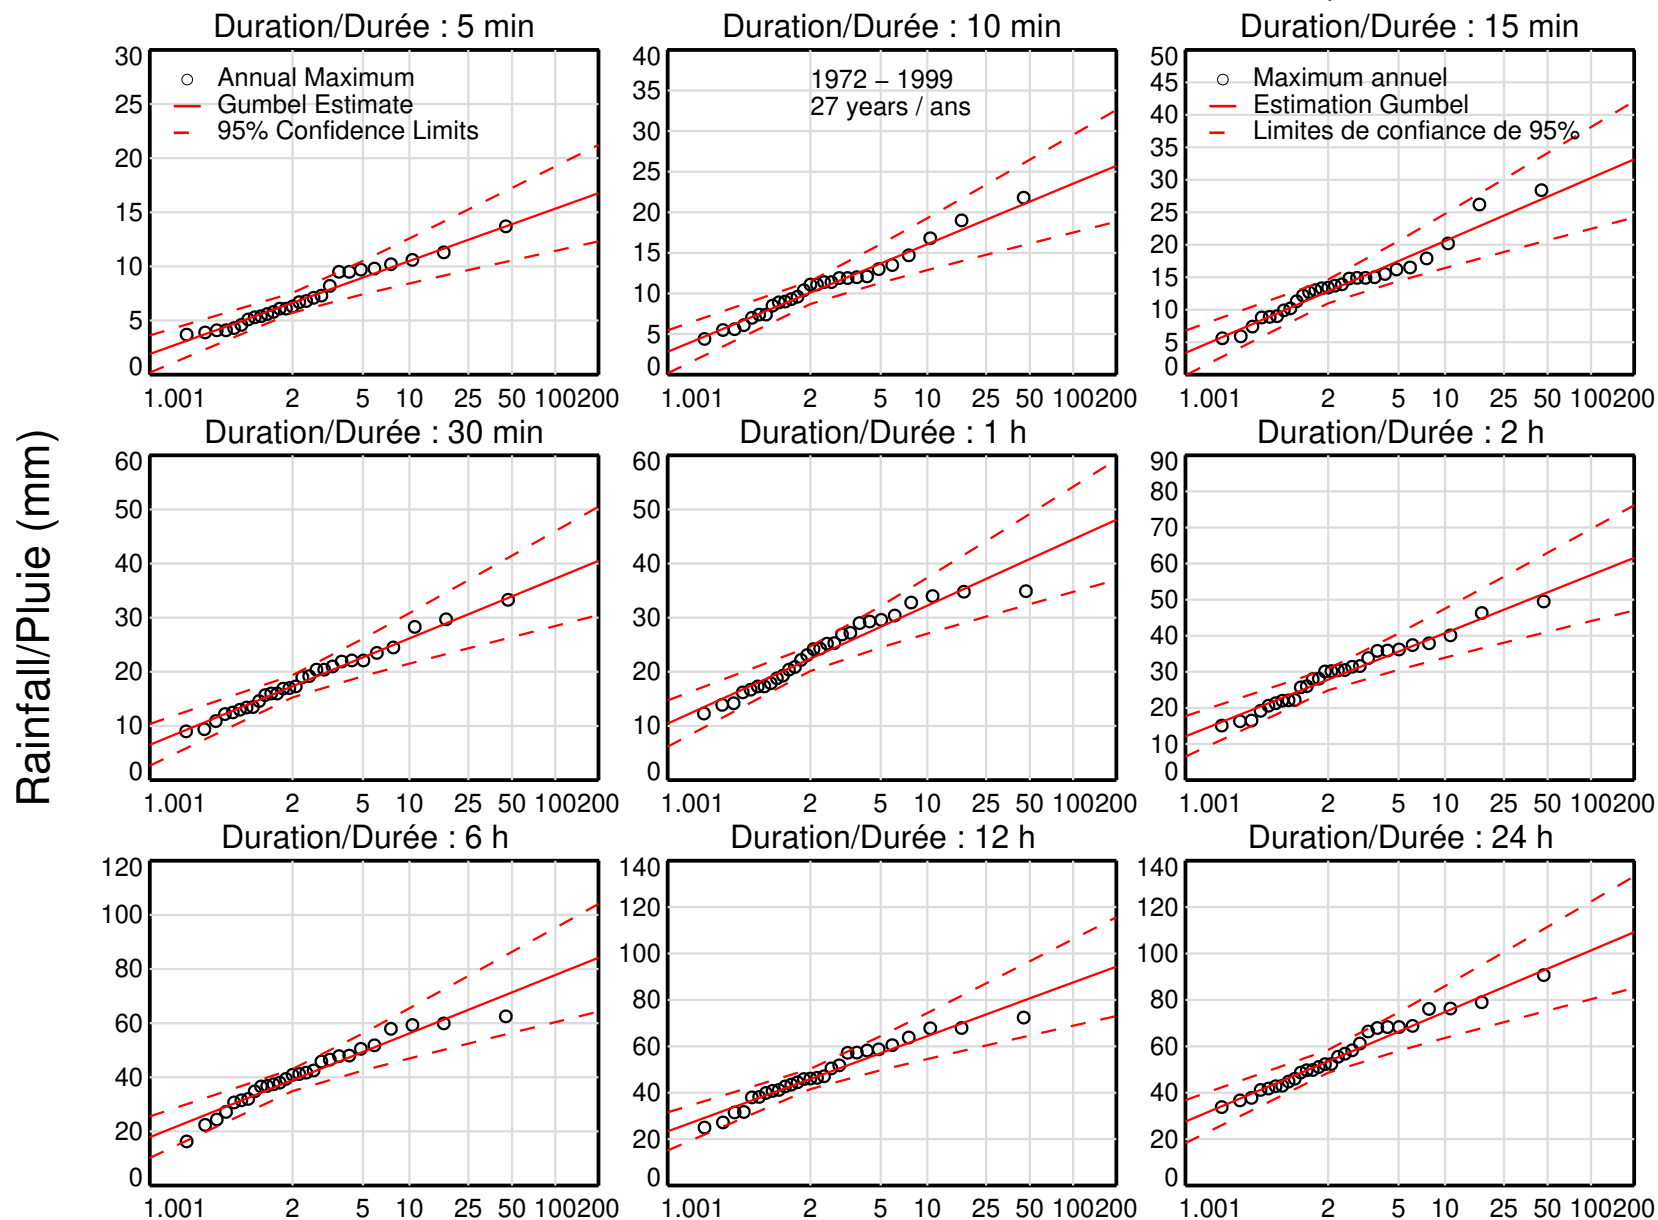 Duration/Durée : 5 min
Duration/Durée : 10 min
Duration/Durée : 15 min
30
25
20
15
10
5
0
Annual Maximum
Gumbel Estimate
95% Confidence Limits
1.001 2 5 10 25 50 100200
40
35
30
25
20
15
10
5
0
1972 – 1999
27 years / ans
1.001 2 5 10 25 50 100200
50
45
40
35
30
25
20
15
10
5
0
Maximum annuel
Estimation Gumbel
Limites de confiance de 95%
1.001 2 5 10 25 50 100200
Rainfall/Pluie (mm)
Duration/Durée : 30 min
Duration/Durée : 1 h
Duration/Durée : 2 h
60
50
40
30
20
10
0
1.001 2 5 10 25 50 100200
60
50
40
30
20
10
0
1.001 2 5 10 25 50 100200
90
80
70
60
50
40
30
20
10
0
1.001 2 5 10 25 50 100200
Duration/Durée : 6 h
Duration/Durée : 12 h
Duration/Durée : 24 h
120
100
80
60
40
20
0
1.001 2 5 10 25 50 100200
140
120
100
80
60
40
20
0
1.001 2 5 10 25 50 100200
140
120
100
80
60
40
20
0
1.001 2 5 10 25 50 100200